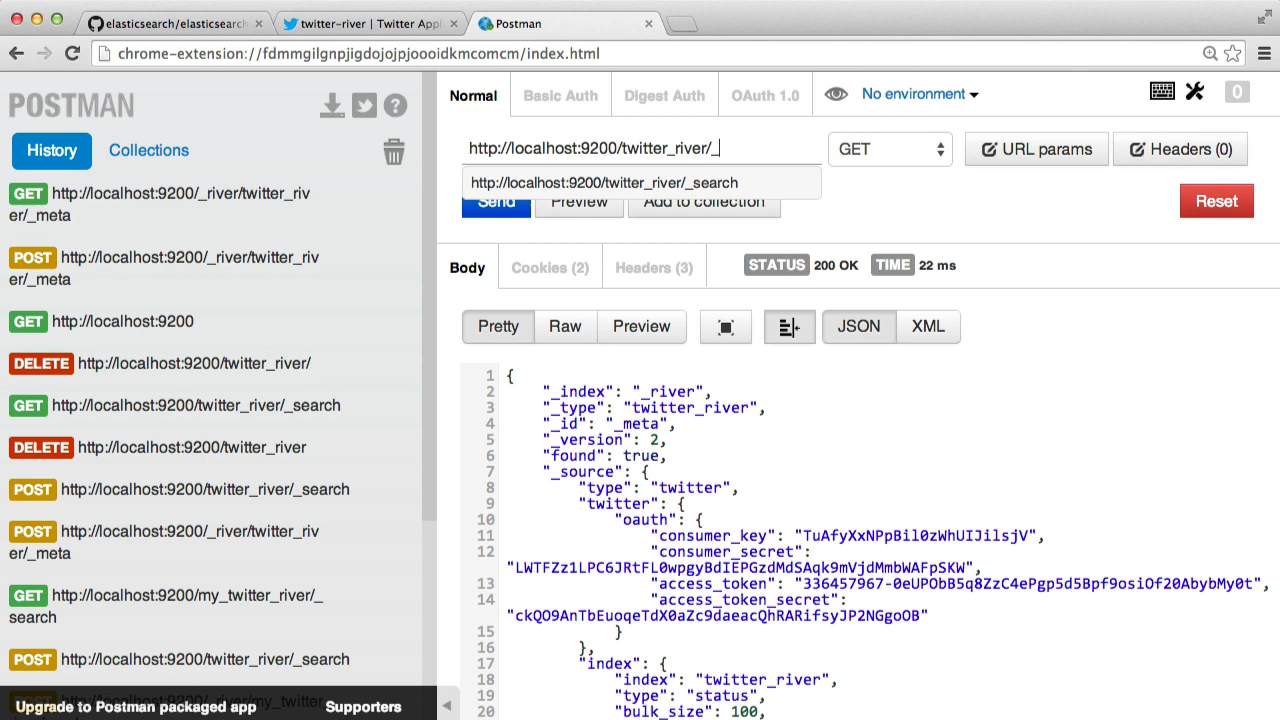 elasticsearch/elasticsearch
twitter-river | Twitter Appl
Postman
chrome-extension://fdmmgilgnpjigdojojpjoooidkmcomcm/index.html
POSTMAN
History
Collections
GET http://localhost:9200/_river/twitter_riv
er/_meta
POST http://localhost:9200/_river/twitter_riv
er/_meta
GET http://localhost:9200
DELETE http://localhost:9200/twitter_river/
GET http://localhost:9200/twitter_river/_search
DELETE http://localhost:9200/twitter_river
POST http://localhost:9200/twitter_river/_search
POST http://localhost:9200/_river/twitter_riv
er/_meta
GET http://localhost:9200/my_twitter_river/_
search
POST http://localhost:9200/twitter_river/_search
POST http://localhost:9200/_river/my_twitter
Upgrade to Postman packaged app
Supporters
Normal
Basic Auth
Digest Auth
OAuth 1.0
No environment
0
http://localhost:9200/twitter_river/_
GET
URL params
Headers (0)
http://localhost:9200/twitter_river/_search
Send
Preview
Add to collection
Reset
Body
Cookies (2)
Headers (3)
STATUS 200 OK
TIME 22 ms
Pretty
Raw
Preview
JSON
XML
1 {
2 "_index": "_river",
3 "_type": "twitter_river",
4 "_id": "_meta",
5 "_version": 2,
6 "found": true,
7 "_source": {
8 "type": "twitter",
9 "twitter": {
10 "oauth": {
11 "consumer_key": "TuAfyXxNPpBil0zWhUIJilsjV",
12 "consumer_secret":
"LWTFZz1LPC6JRtFL0wpgyBdIEPGzdMdSAqk9mVjdMmbWAFpSKW",
13 "access_token": "336457967-0eUPObB5q8ZzC4ePgp5d5Bpf9osiOf20AbybMy0t",
14 "access_token_secret":
"ckQO9AnTbEuoqeTdX0aZc9daeacQhRARifsyJP2NGgoOB"
15 }
16 },
17 "index": {
18 "index": "twitter_river",
19 "type": "status",
20 "bulk_size": 100,